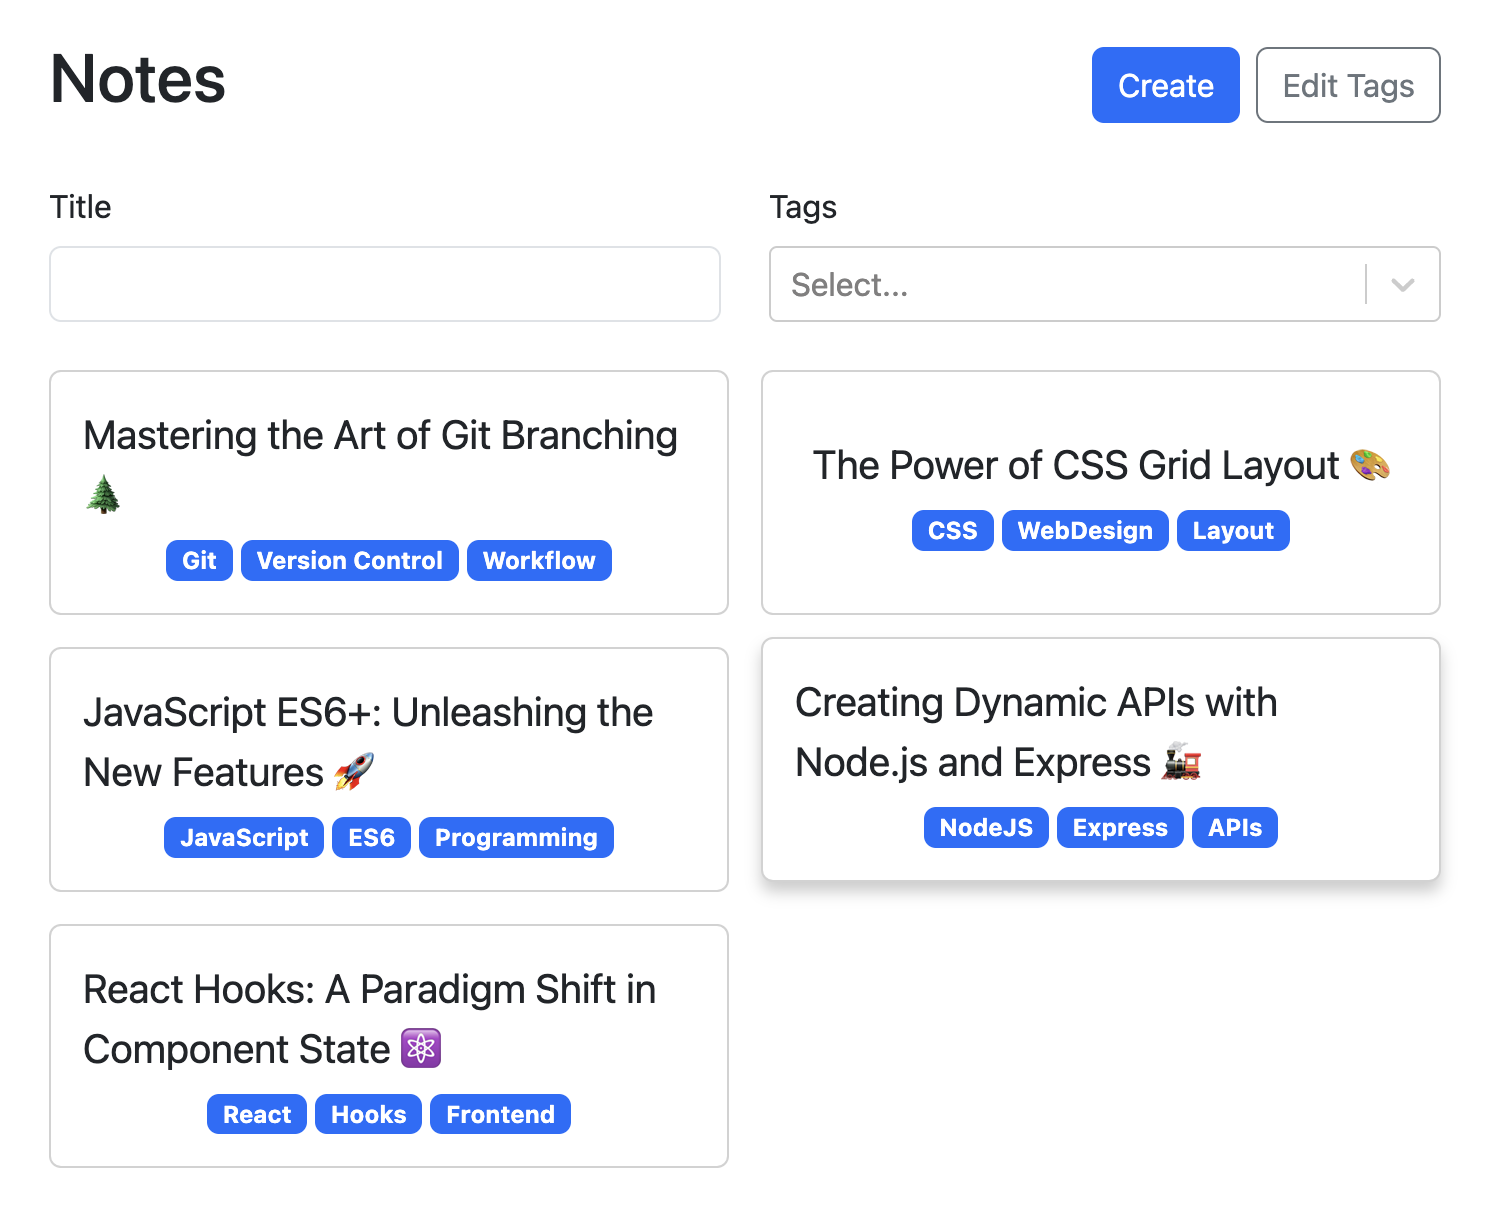 Notes
Create
Edit Tags
Title
Tags
Select...
Mastering the Art of Git Branching
🌲
Git Version Control Workflow
The Power of CSS Grid Layout 🎨
CSS WebDesign Layout
JavaScript ES6+: Unleashing the
New Features 🚀
JavaScript ES6 Programming
Creating Dynamic APIs with
Node.js and Express 🚂
NodeJS Express APIs
React Hooks: A Paradigm Shift in
Component State ⚛️
React Hooks Frontend